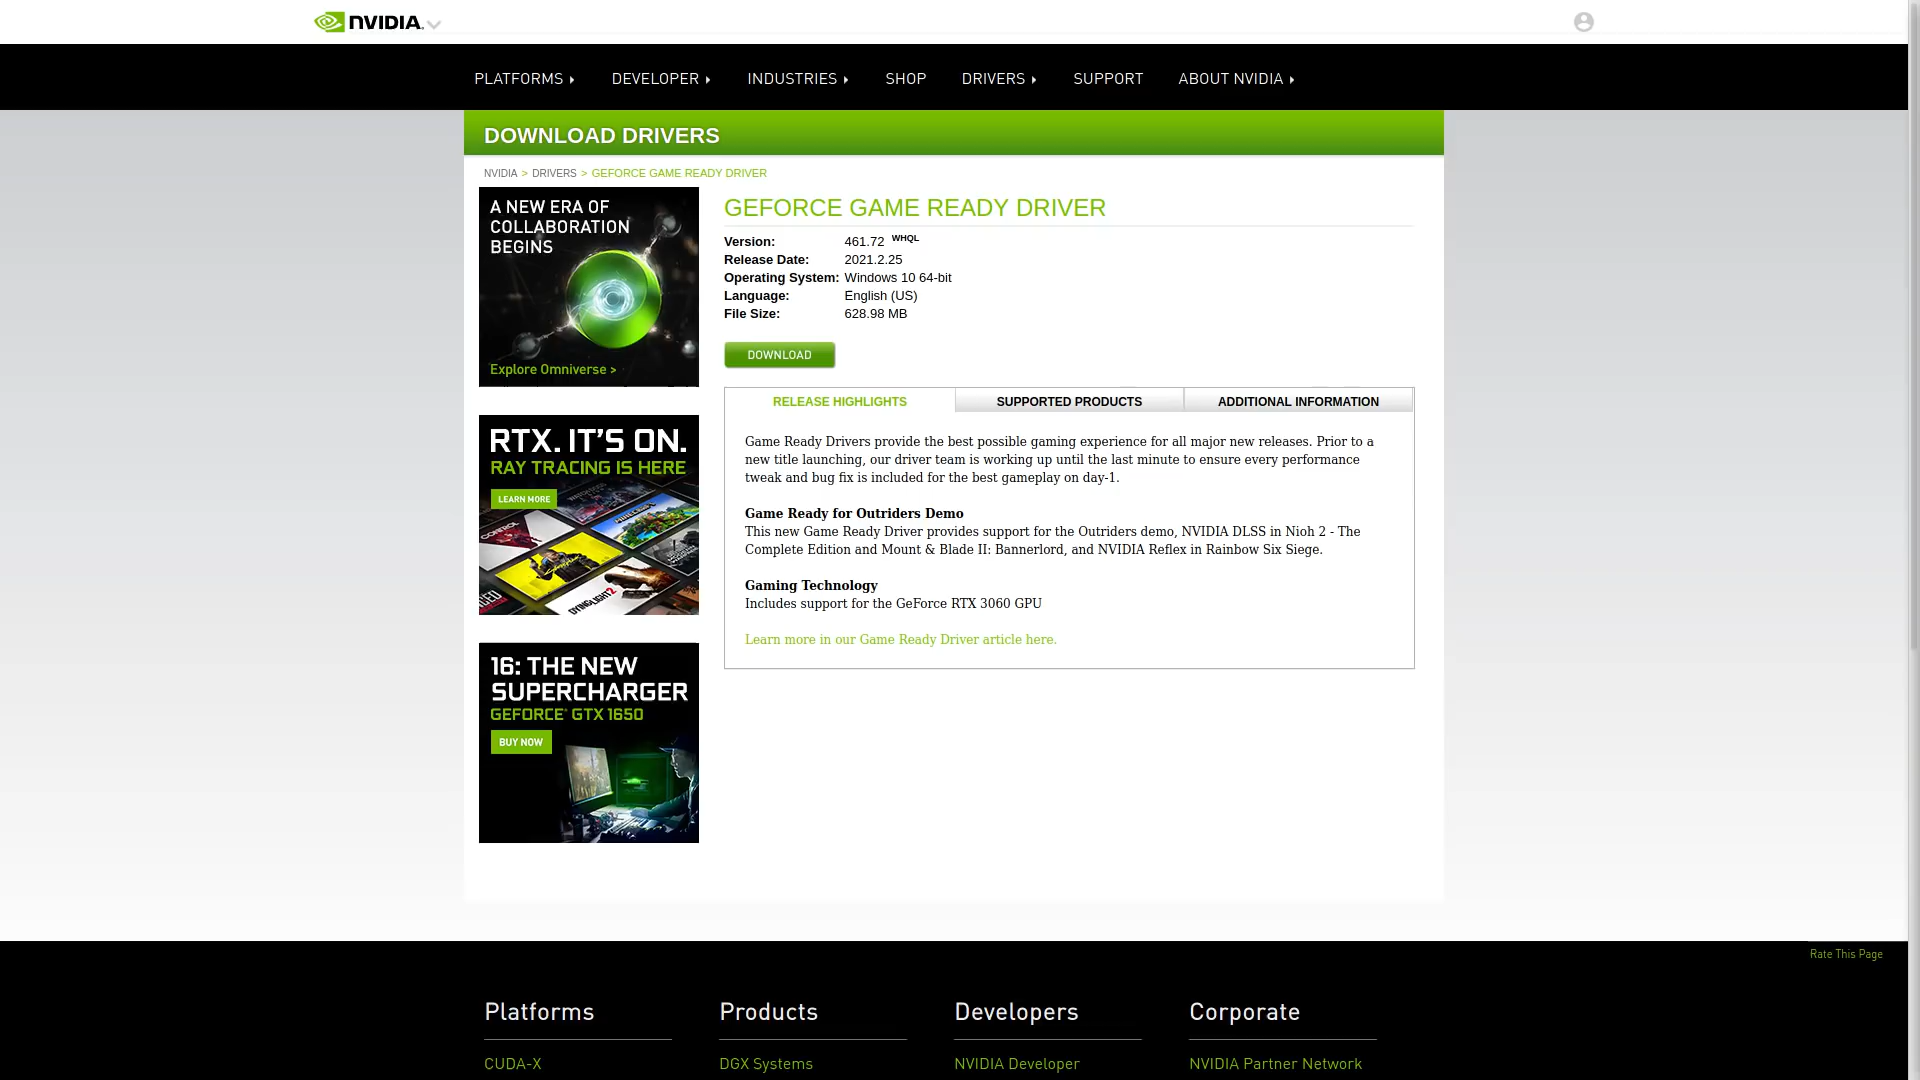 NVIDIA.
PLATFORMS
DEVELOPER
INDUSTRIES
SHOP
DRIVERS
SUPPORT
ABOUT NVIDIA
DOWNLOAD DRIVERS
NVIDIA > DRIVERS > GEFORCE GAME READY DRIVER
A NEW ERA OF
COLLABORATION
BEGINS
Explore Omniverse >
RTX. IT'S ON.
RAY TRACING IS HERE
LEARN MORE
CONTROL
MINECRAFT
Cyberpunk
DYING LIGHT 2
16: THE NEW
SUPERCHARGER
GEFORCE® GTX 1650
BUY NOW
GEFORCE GAME READY DRIVER
Version: 461.72 WHQL
Release Date: 2021.2.25
Operating System: Windows 10 64-bit
Language: English (US)
File Size: 628.98 MB
DOWNLOAD
RELEASE HIGHLIGHTS
SUPPORTED PRODUCTS
ADDITIONAL INFORMATION
Game Ready Drivers provide the best possible gaming experience for all major new releases. Prior to a
new title launching, our driver team is working up until the last minute to ensure every performance
tweak and bug fix is included for the best gameplay on day-1.
Game Ready for Outriders Demo
This new Game Ready Driver provides support for the Outriders demo, NVIDIA DLSS in Nioh 2 - The
Complete Edition and Mount & Blade II: Bannerlord, and NVIDIA Reflex in Rainbow Six Siege.
Gaming Technology
Includes support for the GeForce RTX 3060 GPU
Learn more in our Game Ready Driver article here.
Rate This Page
Platforms
Products
Developers
Corporate
CUDA-X
DGX Systems
NVIDIA Developer
NVIDIA Partner Network